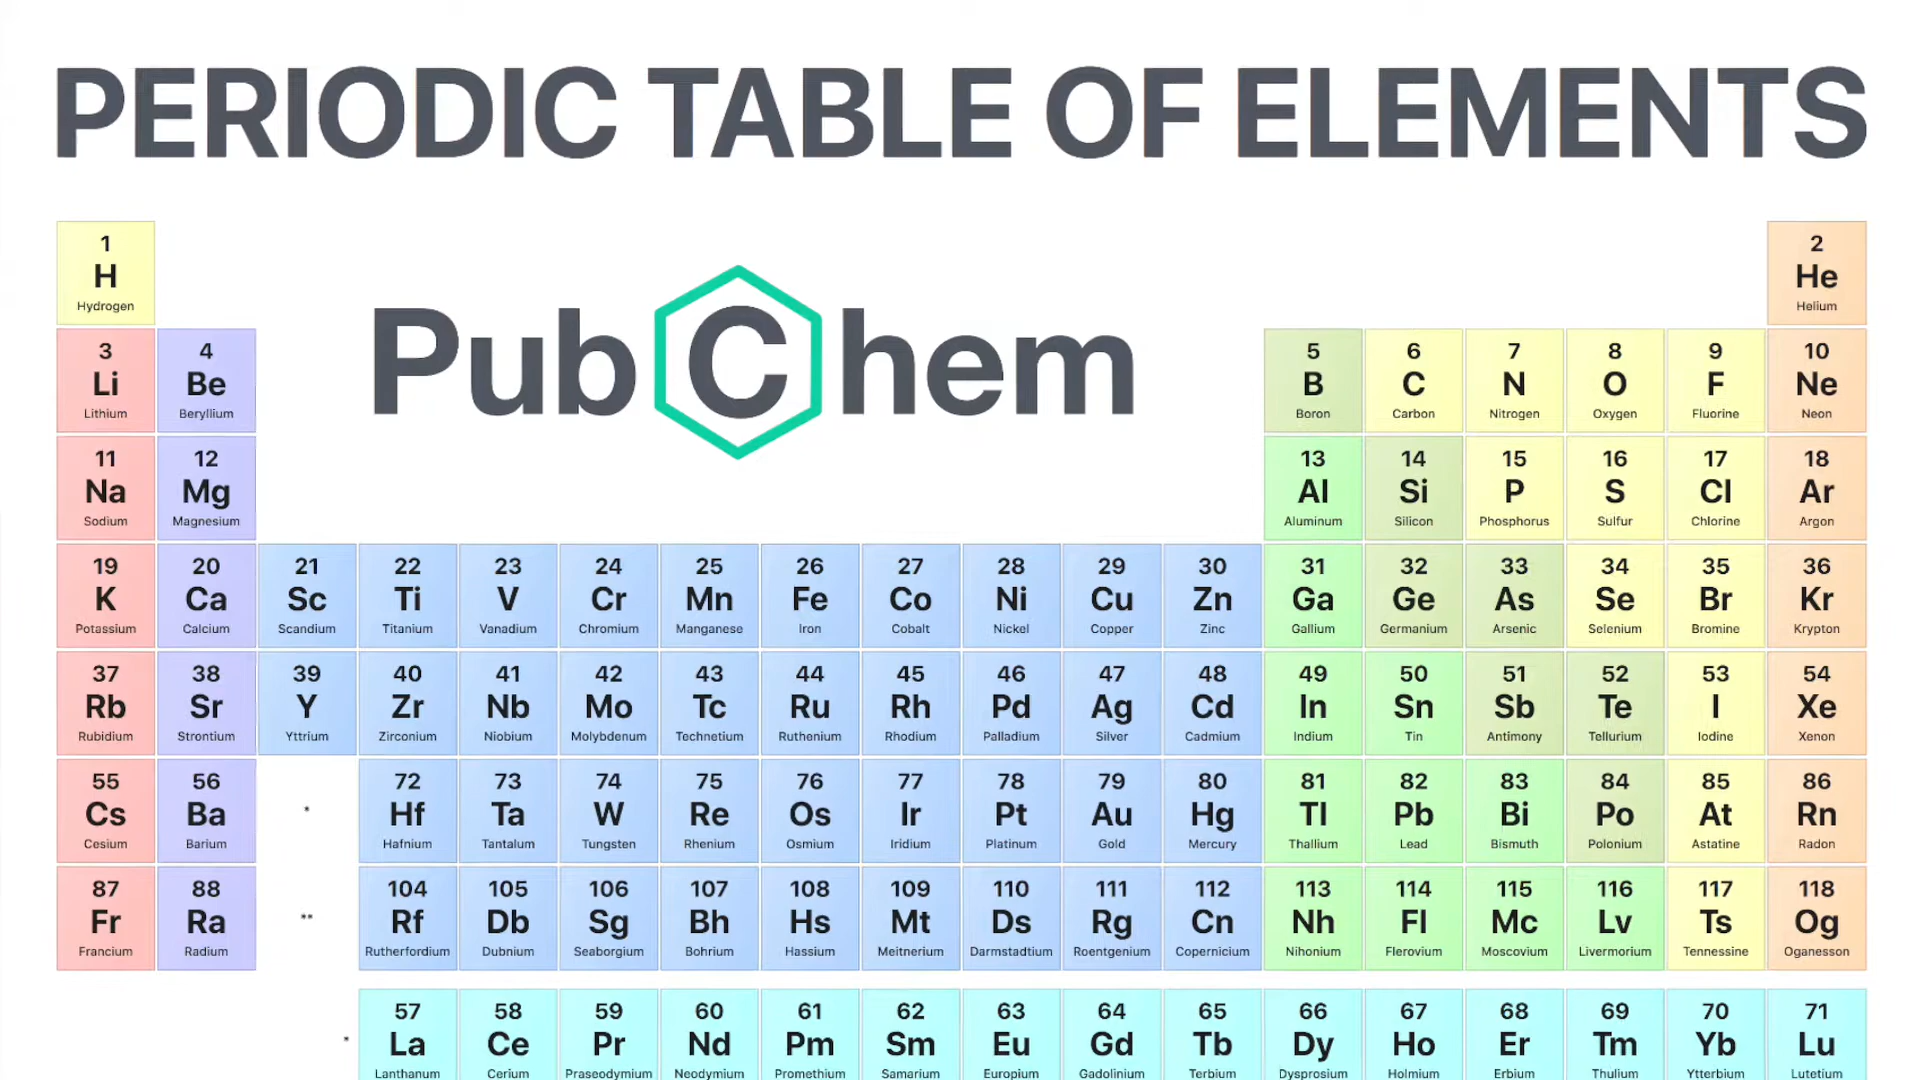 PERIODIC TABLE OF ELEMENTS
1 2
H He
Hydrogen Helium
PubChem
3 4 5 6 7 8 9 10
Li Be B C N O F Ne
Lithium Beryllium Boron Carbon Nitrogen Oxygen Fluorine Neon
11 12 13 14 15 16 17 18
Na Mg Al Si P S Cl Ar
Sodium Magnesium Aluminum Silicon Phosphorus Sulfur Chlorine Argon
19 20 21 22 23 24 25 26 27 28 29 30 31 32 33 34 35 36
K Ca Sc Ti V Cr Mn Fe Co Ni Cu Zn Ga Ge As Se Br Kr
Potassium Calcium Scandium Titanium Vanadium Chromium Manganese Iron Cobalt Nickel Copper Zinc Gallium Germanium Arsenic Selenium Bromine Krypton
37 38 39 40 41 42 43 44 45 46 47 48 49 50 51 52 53 54
Rb Sr Y Zr Nb Mo Tc Ru Rh Pd Ag Cd In Sn Sb Te I Xe
Rubidium Strontium Yttrium Zirconium Niobium Molybdenum Technetium Ruthenium Rhodium Palladium Silver Cadmium Indium Tin Antimony Tellurium Iodine Xenon
55 56 72 73 74 75 76 77 78 79 80 81 82 83 84 85 86
Cs Ba * Hf Ta W Re Os Ir Pt Au Hg Tl Pb Bi Po At Rn
Cesium Barium Hafnium Tantalum Tungsten Rhenium Osmium Iridium Platinum Gold Mercury Thallium Lead Bismuth Polonium Astatine Radon
87 88 104 105 106 107 108 109 110 111 112 113 114 115 116 117 118
Fr Ra ** Rf Db Sg Bh Hs Mt Ds Rg Cn Nh Fl Mc Lv Ts Og
Francium Radium Rutherfordium Dubnium Seaborgium Bohrium Hassium Meitnerium Darmstadtium Roentgenium Copernicium Nihonium Flerovium Moscovium Livermorium Tennessine Oganesson
57 58 59 60 61 62 63 64 65 66 67 68 69 70 71
* La Ce Pr Nd Pm Sm Eu Gd Tb Dy Ho Er Tm Yb Lu
Lanthanum Cerium Praseodymium Neodymium Promethium Samarium Europium Gadolinium Terbium Dysprosium Holmium Erbium Thulium Ytterbium Lutetium